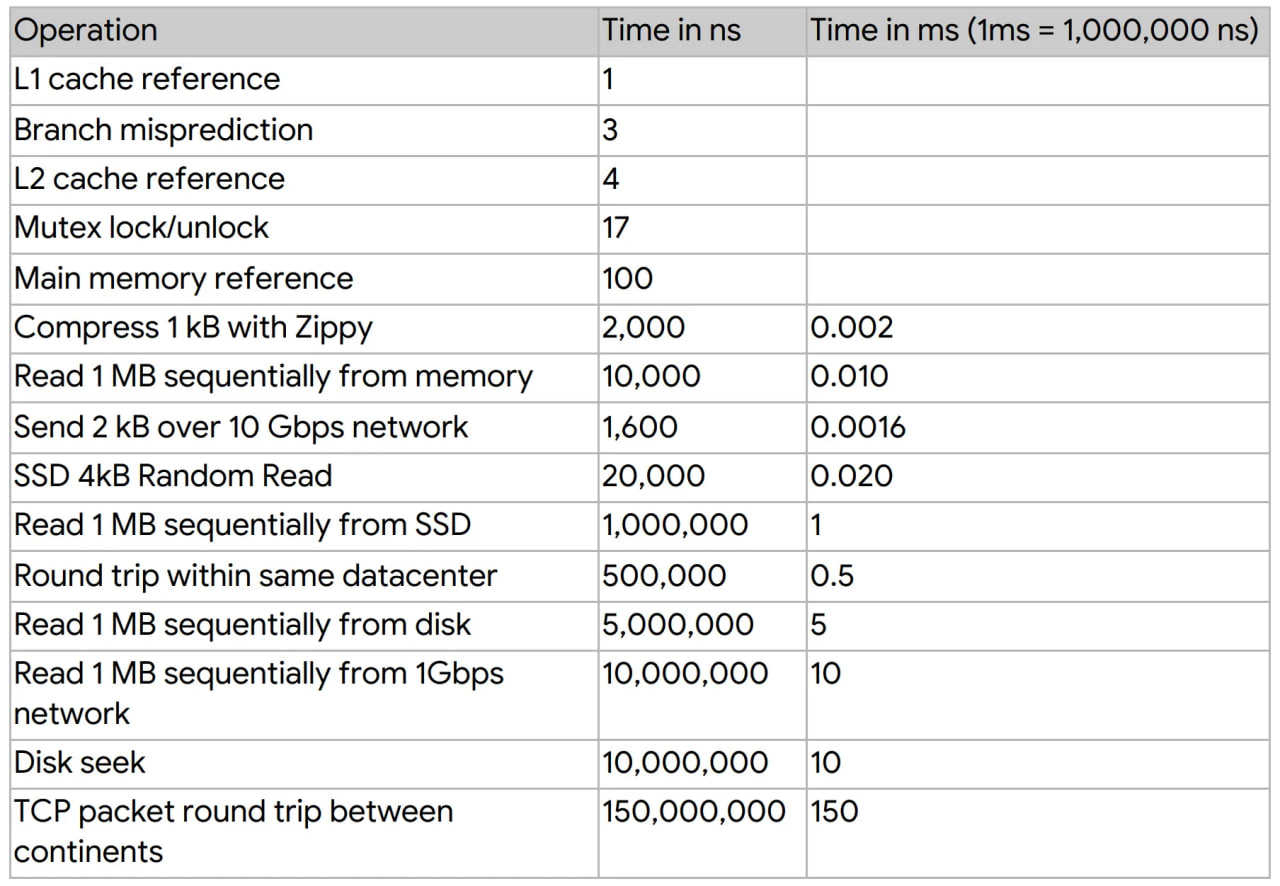 Operation Time in ns Time in ms (1ms = 1,000,000 ns)
L1 cache reference 1
Branch misprediction 3
L2 cache reference 4
Mutex lock/unlock 17
Main memory reference 100
Compress 1 kB with Zippy 2,000 0.002
Read 1 MB sequentially from memory 10,000 0.010
Send 2 kB over 10 Gbps network 1,600 0.0016
SSD 4kB Random Read 20,000 0.020
Read 1 MB sequentially from SSD 1,000,000 1
Round trip within same datacenter 500,000 0.5
Read 1 MB sequentially from disk 5,000,000 5
Read 1 MB sequentially from 1Gbps 10,000,000 10
network
Disk seek 10,000,000 10
TCP packet round trip between 150,000,000 150
continents